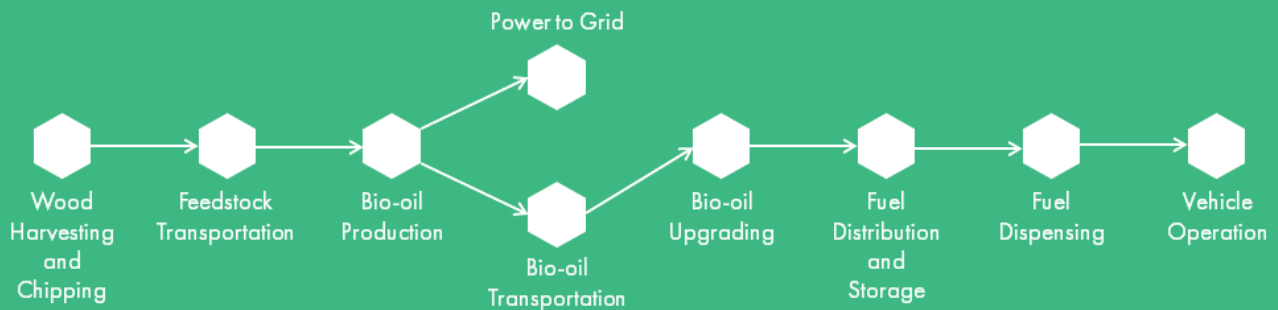 Power to Grid
Wood
Harvesting
and
Chipping
Feedstock
Transportation
Bio-oil
Production
Bio-oil
Transportation
Bio-oil
Upgrading
Fuel
Distribution
and
Storage
Fuel
Dispensing
Vehicle
Operation